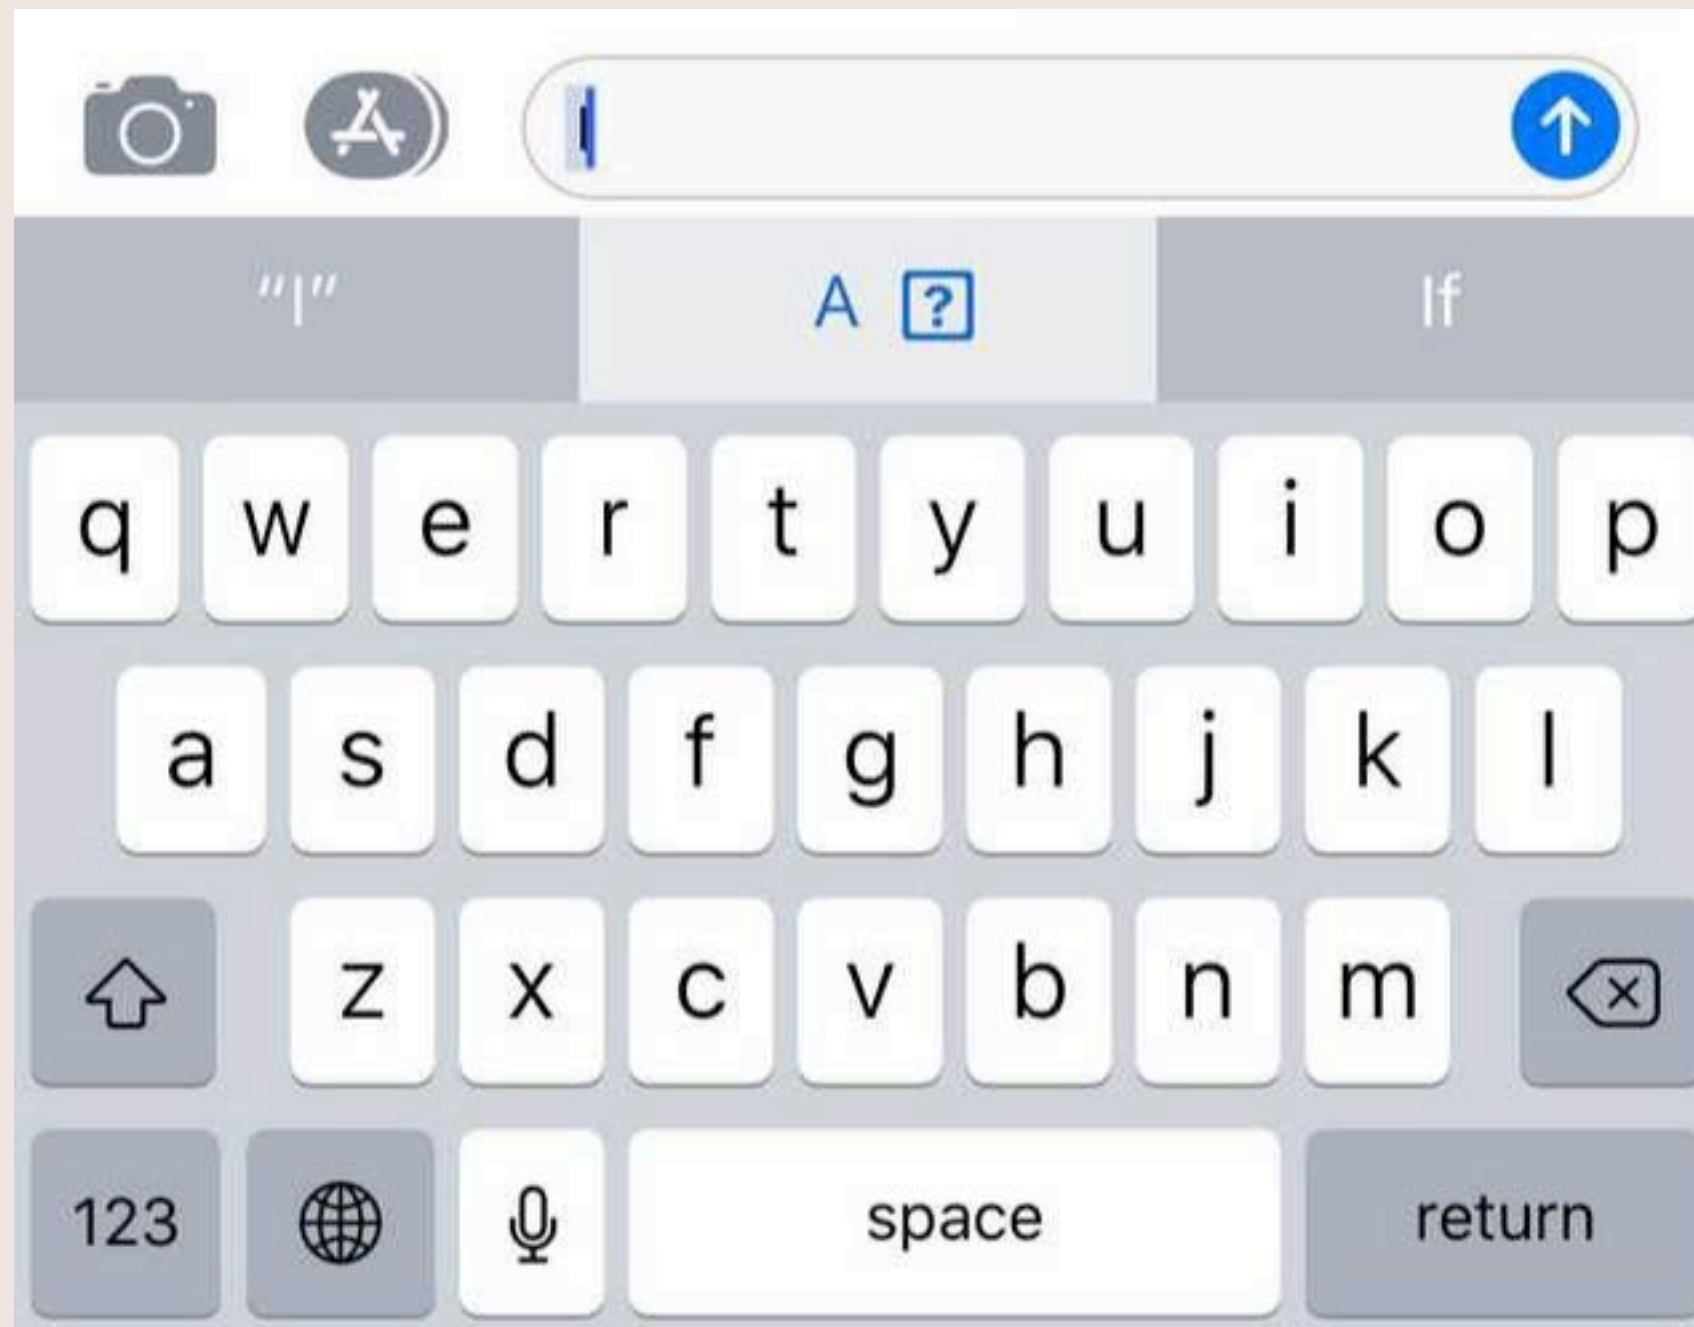 I
"I" A ? If
q w e r t y u i o p
a s d f g h j k l
z x c v b n m
123 space return